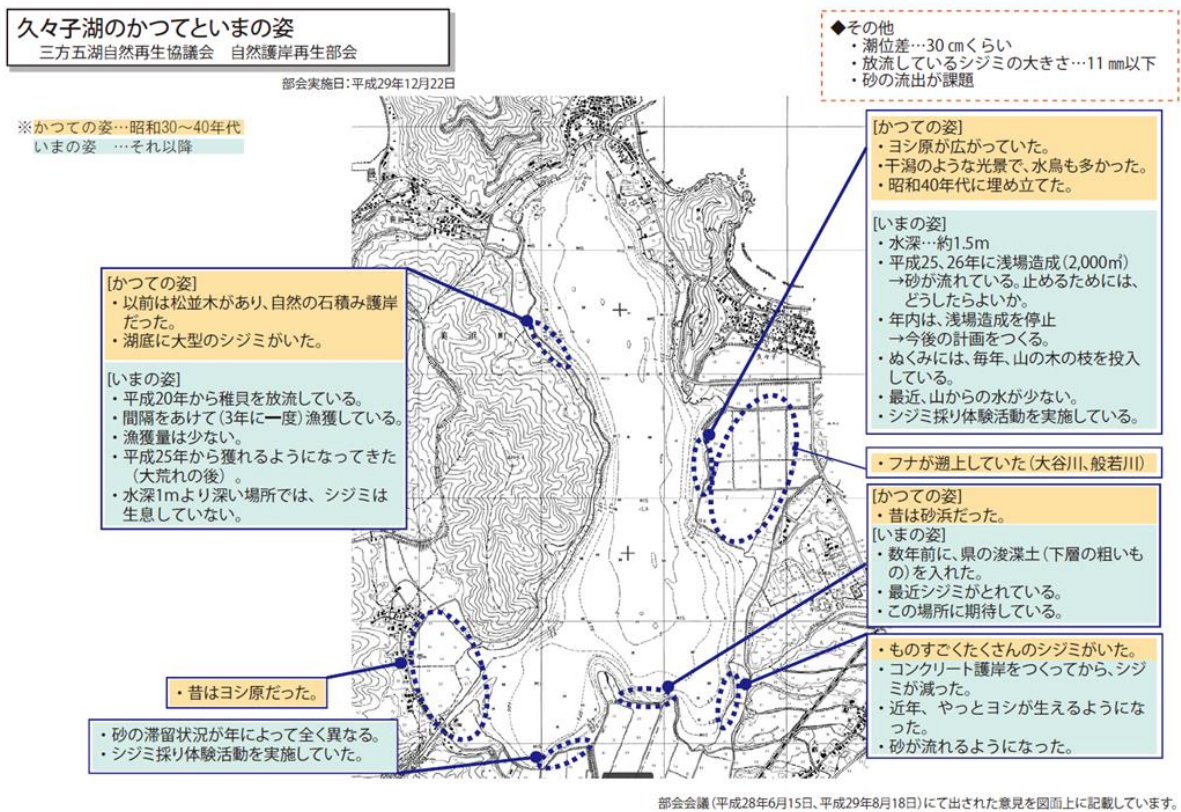 久々子湖のかつてといまの姿
三方五湖自然再生協議会　自然護岸再生部会
部会実施日：平成29年12月22日
※かつての姿…昭和30～40年代
いまの姿　…それ以降
◆その他
・潮位差…30㎝くらい
・放流しているシジミの大きさ…11㎜以下
・砂の流出が課題
[かつての姿]
・ヨシ原が広がっていた。
・干潟のような光景で、水鳥も多かった。
・昭和40年代に埋め立てた。
[いまの姿]
・水深…約1.5m
・平成25、26年に浅場造成（2,000㎡）
→砂が流れている。止めるためには、
どうしたらよいか。
・年内は、浅場造成を停止
→今後の計画をつくる。
・ぬくみには、毎年、山の木の枝を投入
している。
・最近、山からの水が少ない。
・シジミ採り体験活動を実施している。
・フナが遡上していた（大谷川、般若川）
[かつての姿]
・以前は松並木があり、自然の石積み護岸
だった。
・湖底に大型のシジミがいた。
[いまの姿]
・平成20年から稚貝を放流している。
・間隔をあけて（3年に一度）漁獲している。
・漁獲量は少ない。
・平成25年から獲れるようになってきた
（大荒れの後）。
・水深1mより深い場所では、シジミは
生息していない。
[かつての姿]
・昔は砂浜だった。
[いまの姿]
・数年前に、県の浚渫土（下層の粗いも
の）を入れた。
・最近シジミがとれている。
・この場所に期待している。
・ものすごくたくさんのシジミがいた。
・コンクリート護岸をつくってから、シジ
ミが減った。
・近年、やっとヨシが生えるようにな
った。
・砂が流れるようになった。
・昔はヨシ原だった。
・砂の滞留状況が年によって全く異なる。
・シジミ採り体験活動を実施していた。
部会会議（平成28年6月15日、平成29年8月18日）にて出された意見を図面上に記載しています。